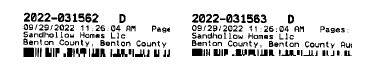 2022-031562 D
09/29/2022 11:26:04 AM Page
Sandhollow Homes Llc
Benton County, Benton County
2022-031563 D
09/29/2022 11:26:04 AM Pages:
Sandhollow Homes Llc
Benton County, Benton County Au